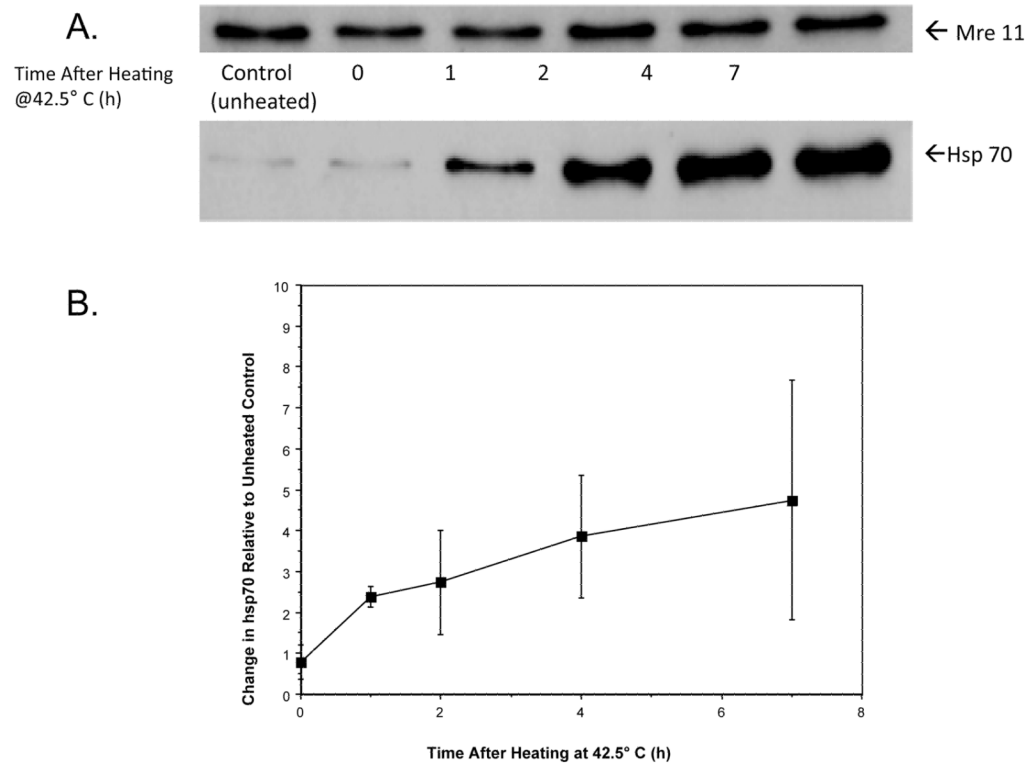 A.
← Mre 11
Time After Heating
@42.5° C (h)
Control
(unheated)
0 1 2 4 7
←Hsp 70
B.
Change in hsp70 Relative to Unheated Control
10
9
8
7
6
5
4
3
2
1
0
0 2 4 6 8
Time After Heating at 42.5° C (h)